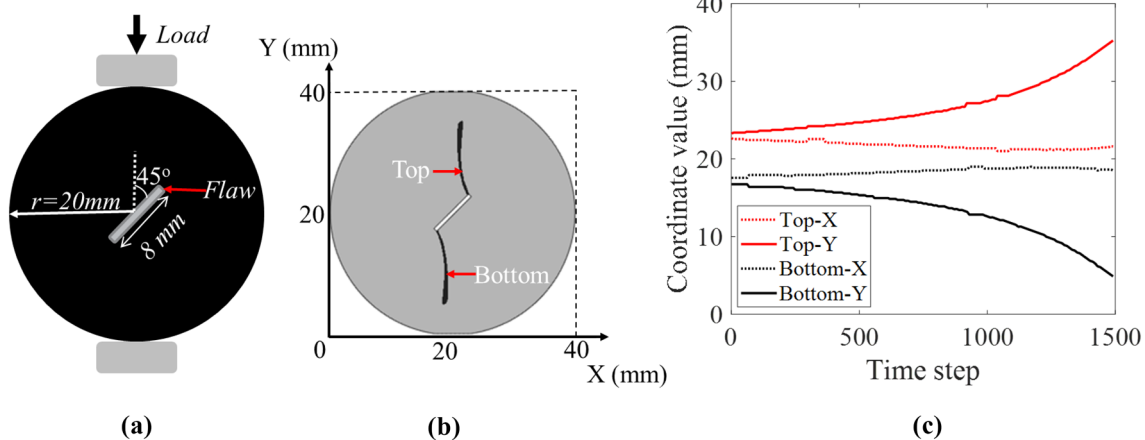 Load
45°
r=20mm
Flaw
8 mm
(a)
Y (mm)
40
Top
20
Bottom
0
20
40
X (mm)
(b)
Coordinate value (mm)
40
30
20
10
0
Top-X
Top-Y
Bottom-X
Bottom-Y
0
500
1000
1500
Time step
(c)